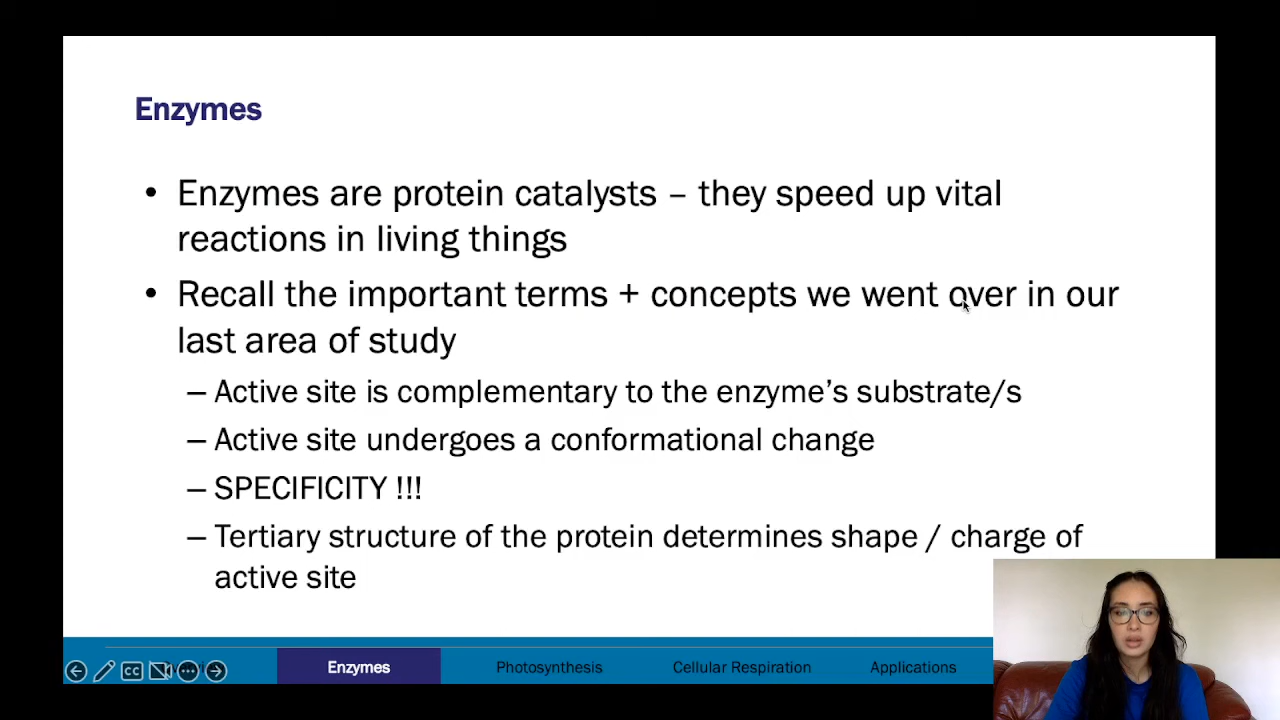 Enzymes
• Enzymes are protein catalysts – they speed up vital
reactions in living things
• Recall the important terms + concepts we went over in our
last area of study
– Active site is complementary to the enzyme’s substrate/s
– Active site undergoes a conformational change
– SPECIFICITY !!!
– Tertiary structure of the protein determines shape / charge of
active site
CC
Enzymes
Photosynthesis
Cellular Respiration
Applications